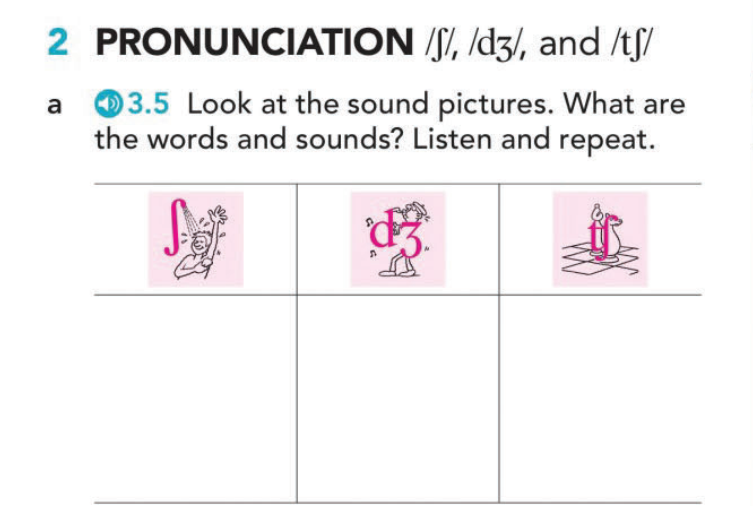 2 PRONUNCIATION /ʃ/, /dʒ/, and /tʃ/
a 3.5 Look at the sound pictures. What are
the words and sounds? Listen and repeat.
ʃ dʒ tʃ